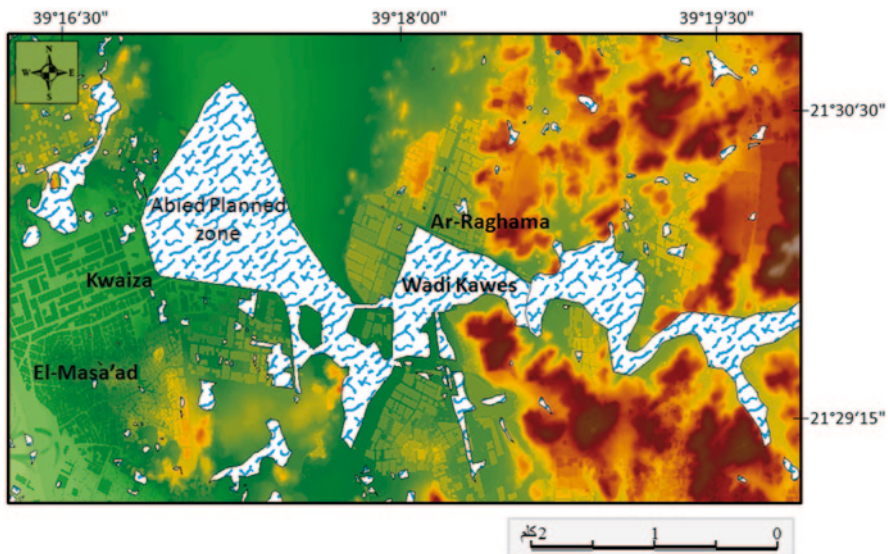 39°16'30"
39°18'00"
39°19'30"
N
W E
S
21°30'30"
Abied Planned
zone
Ar-Raghama
Kwaiza
Wadi Kawes
El-Masa'ad
21°29'15"
كلم 2 1 0